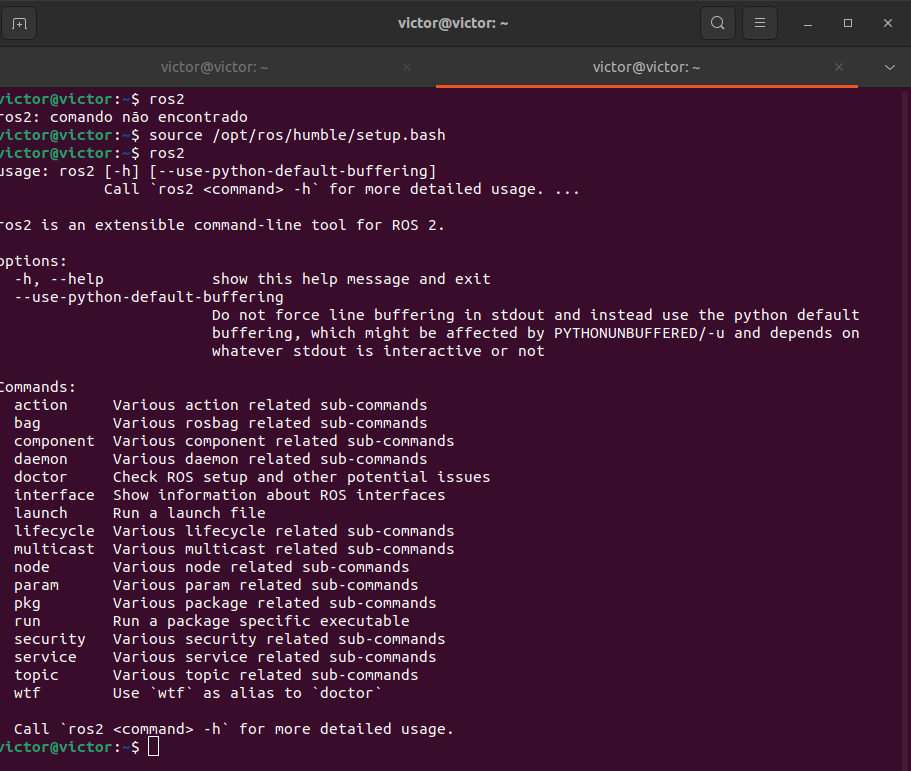 victor@victor: ~
victor@victor: ~
victor@victor: ~
victor@victor:~$ ros2
ros2: comando não encontrado
victor@victor:~$ source /opt/ros/humble/setup.bash
victor@victor:~$ ros2
usage: ros2 [-h] [--use-python-default-buffering]
Call `ros2 <command> -h` for more detailed usage. ...
ros2 is an extensible command-line tool for ROS 2.
options:
-h, --help show this help message and exit
--use-python-default-buffering
Do not force line buffering in stdout and instead use the python default
buffering, which might be affected by PYTHONUNBUFFERED/-u and depends on
whatever stdout is interactive or not
Commands:
action Various action related sub-commands
bag Various rosbag related sub-commands
component Various component related sub-commands
daemon Various daemon related sub-commands
doctor Check ROS setup and other potential issues
interface Show information about ROS interfaces
launch Run a launch file
lifecycle Various lifecycle related sub-commands
multicast Various multicast related sub-commands
node Various node related sub-commands
param Various param related sub-commands
pkg Various package related sub-commands
run Run a package specific executable
security Various security related sub-commands
service Various service related sub-commands
topic Various topic related sub-commands
wtf Use `wtf` as alias to `doctor`
Call `ros2 <command> -h` for more detailed usage.
victor@victor:~$